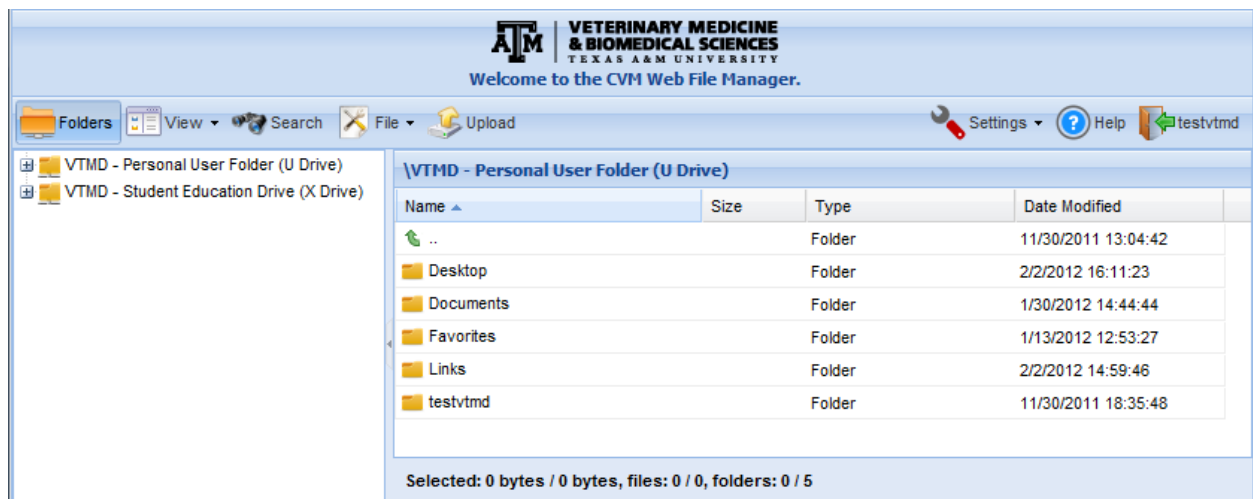 ĀM VETERINARY MEDICINE
& BIOMEDICAL SCIENCES
TEXAS A&M UNIVERSITY
Welcome to the CVM Web File Manager.
Folders View Search File Upload Settings Help testvtmd
VTMD - Personal User Folder (U Drive)
VTMD - Student Education Drive (X Drive)
\VTMD - Personal User Folder (U Drive)
Name Size Type Date Modified
.. Folder 11/30/2011 13:04:42
Desktop Folder 2/2/2012 16:11:23
Documents Folder 1/30/2012 14:44:44
Favorites Folder 1/13/2012 12:53:27
Links Folder 2/2/2012 14:59:46
testvtmd Folder 11/30/2011 18:35:48
Selected: 0 bytes / 0 bytes, files: 0 / 0, folders: 0 / 5